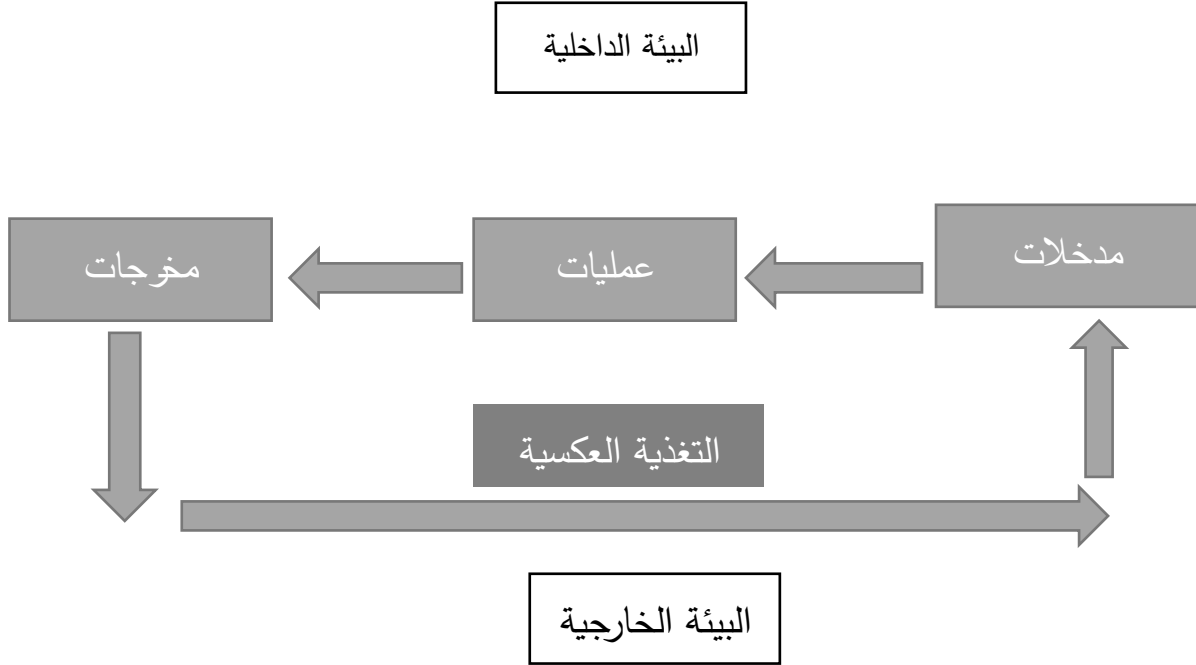 البيئة الداخلية
مدخلات
عمليات
مخرجات
التغذية العكسية
البيئة الخارجية